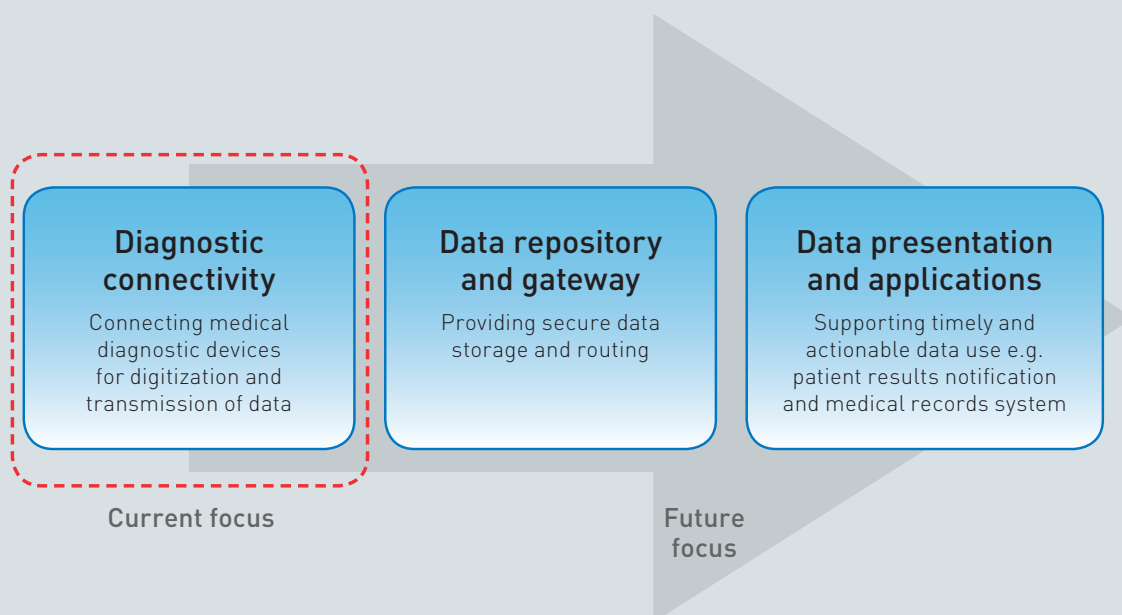 Diagnostic
connectivity
Connecting medical
diagnostic devices
for digitization and
transmission of data
Data repository
and gateway
Providing secure data
storage and routing
Data presentation
and applications
Supporting timely and
actionable data use e.g.
patient results notification
and medical records system
Current focus
Future
focus